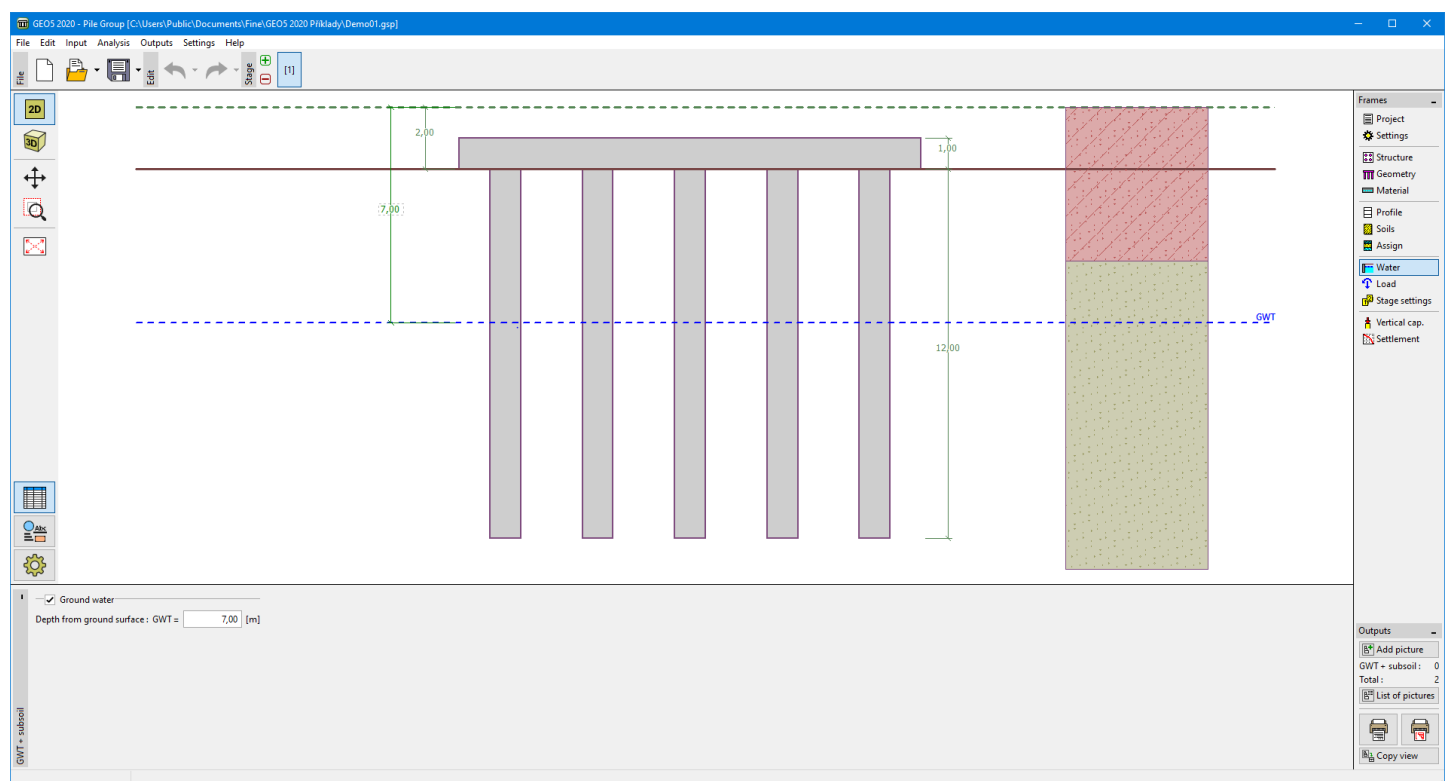 GEO5 2020 - Pile Group [C:\Users\Public\Documents\Fine\GEO5 2020 Příklady\Demo01.gsp]
File Edit Input Analysis Outputs Settings Help
File
Edit
Stage
[1]
2D
3D
2,00
1,00
7,00
GWT
12,00
Abc
Frames
Project
Settings
Structure
Geometry
Material
Profile
Soils
Assign
Water
Load
Stage settings
Vertical cap.
Settlement
GWT + subsoil
Ground water
Depth from ground surface : GWT = 7,00 [m]
Outputs
Add picture
GWT + subsoil : 0
Total : 2
List of pictures
Copy view